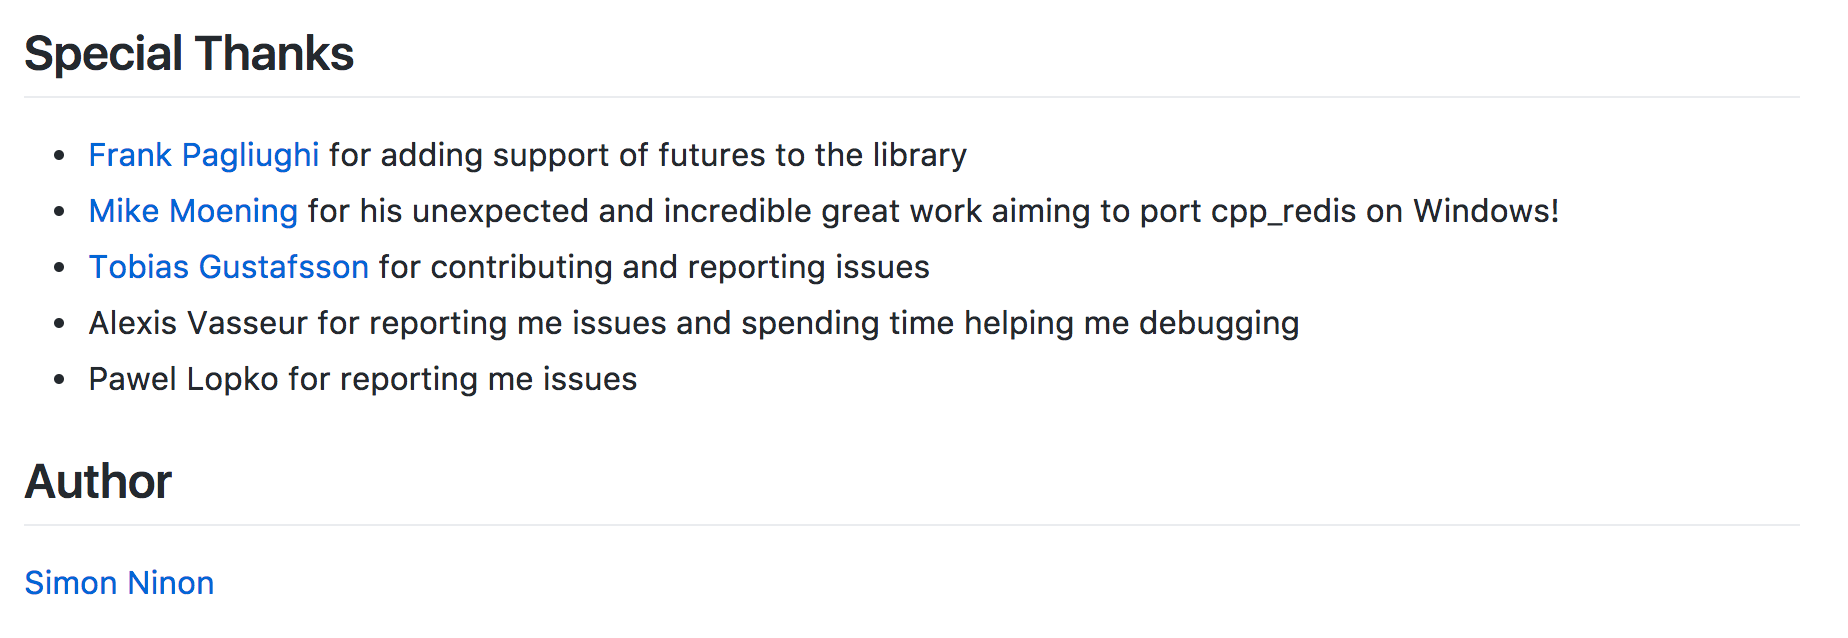 Special Thanks
• Frank Pagliughi for adding support of futures to the library
• Mike Moening for his unexpected and incredible great work aiming to port cpp_redis on Windows!
• Tobias Gustafsson for contributing and reporting issues
• Alexis Vasseur for reporting me issues and spending time helping me debugging
• Pawel Lopko for reporting me issues
Author
Simon Ninon